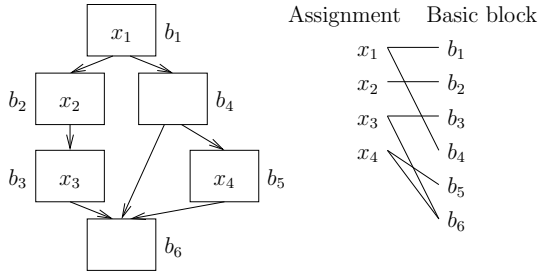 x₁ b₁
b₂ x₂ b₄
b₃ x₃ x₄ b₅
b₆
Assignment Basic block
x₁ b₁
x₂ b₂
x₃ b₃
x₄ b₄
b₅
b₆